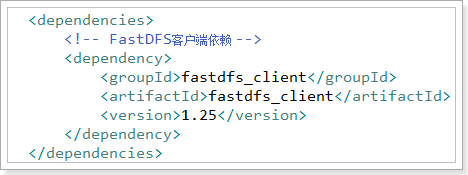 <dependencies>
<!-- FastDFS客户端依赖 -->
<dependency>
<groupId>fastdfs_client</groupId>
<artifactId>fastdfs_client</artifactId>
<version>1.25</version>
</dependency>
</dependencies>